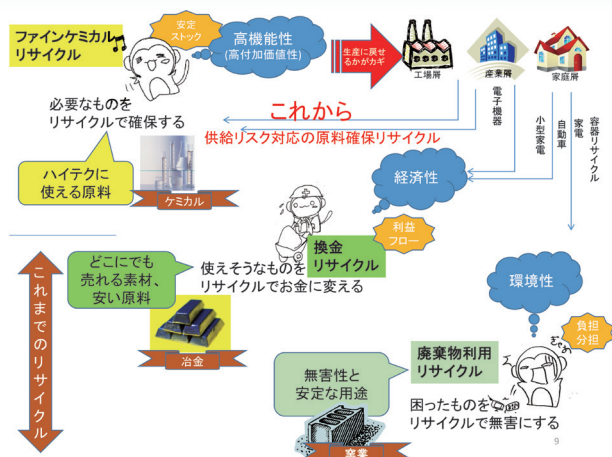 ファインケミカル
リサイクル
安定
ストック
高機能性
(高付加価値性)
生産に戻せ
るかがカギ
工場層
産業層
家庭層
必要なものを
リサイクルで確保する
これから
供給リスク対応の原料確保リサイクル
電子機器
小型家電
自動車
家電
容器リサイクル
ハイテクに
使える原料
ケミカル
経済性
利益
フロー
換金
リサイクル
どこにでも
売れる素材、
安い原料
使えそうなものを
リサイクルでお金に変える
冶金
これまでのリサイクル
環境性
負担
分担
廃棄物利用
リサイクル
無害性と
安定な用途
困ったものを
リサイクルで無害にする
窯業
9